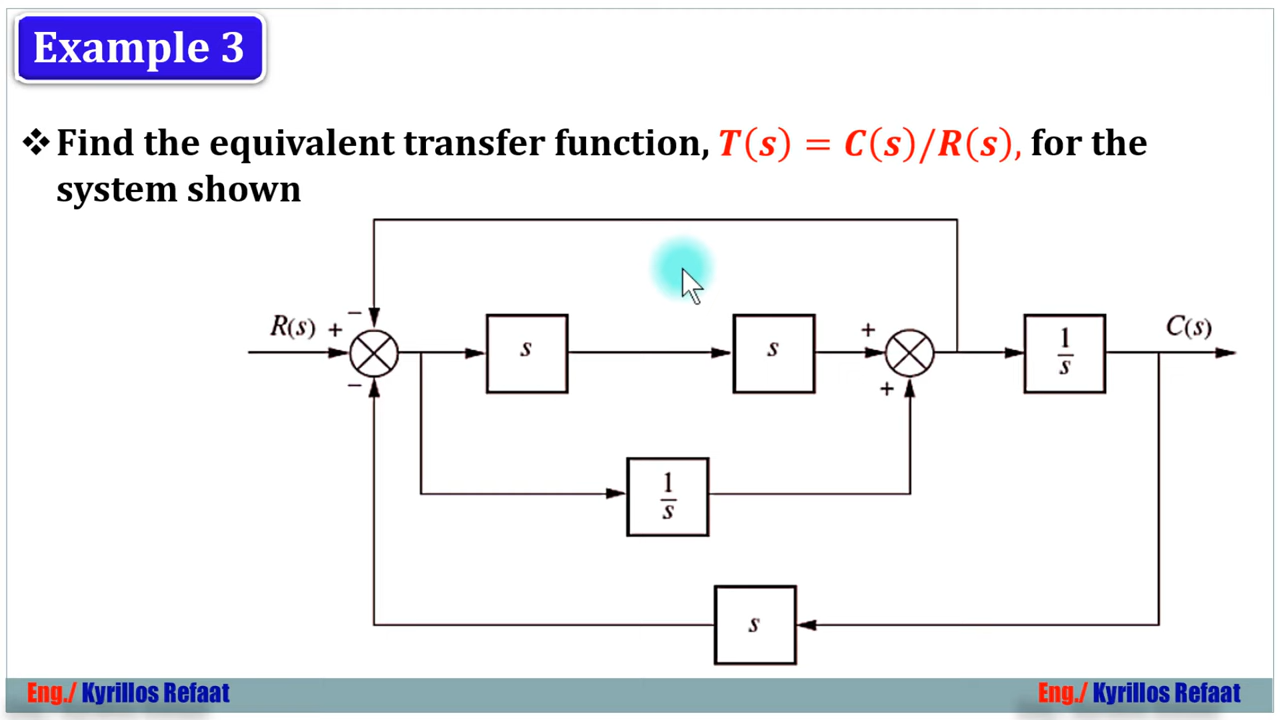 Example 3
❖Find the equivalent transfer function, T(s) = C(s)/R(s), for the
system shown
R(s) + − −
s
s
+ +
1/s
C(s)
1/s
s
Eng./ Kyrillos Refaat
Eng./ Kyrillos Refaat